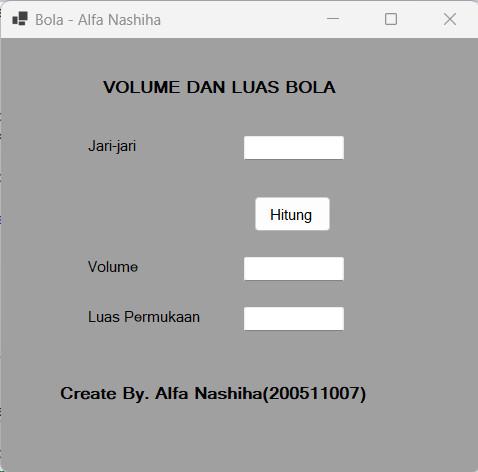 Bola - Alfa Nashiha
VOLUME DAN LUAS BOLA
Jari-jari
Hitung
Volume
Luas Permukaan
Create By. Alfa Nashiha(200511007)